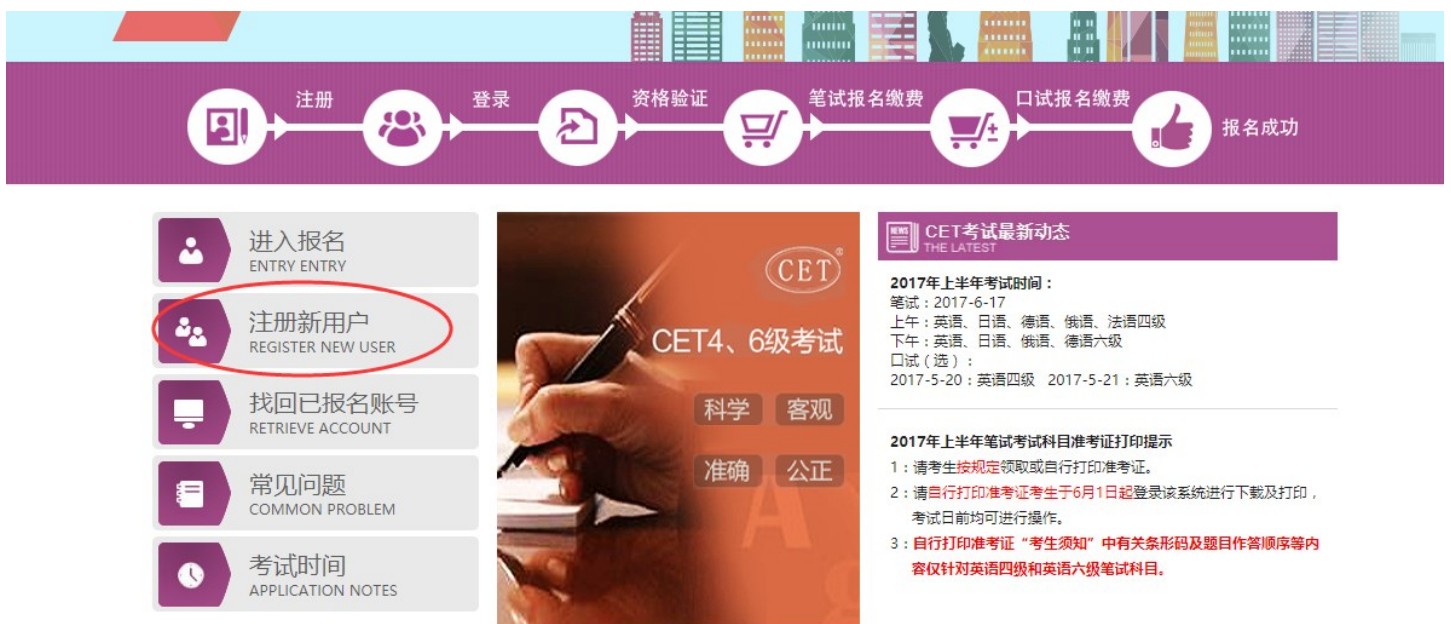 注册
登录
资格验证
笔试报名缴费
口试报名缴费
报名成功
进入报名
ENTRY ENTRY
注册新用户
REGISTER NEW USER
找回已报名账号
RETRIEVE ACCOUNT
常见问题
COMMON PROBLEM
考试时间
APPLICATION NOTES
CET®
CET4、6级考试
科学 客观
准确 公正
NEWS
CET考试最新动态
THE LATEST
2017年上半年考试时间：
笔试：2017-6-17
上午：英语、日语、德语、俄语、法语四级
下午：英语、日语、俄语、德语六级
口试（选）：
2017-5-20：英语四级 2017-5-21：英语六级
2017年上半年笔试考试科目准考证打印提示
1：请考生按规定领取或自行打印准考证。
2：请自行打印准考证考生于6月1日起登录该系统进行下载及打印，
考试日前均可进行操作。
3：自行打印准考证“考生须知”中有关条形码及题目作答顺序等内
容仅针对英语四级和英语六级笔试科目。